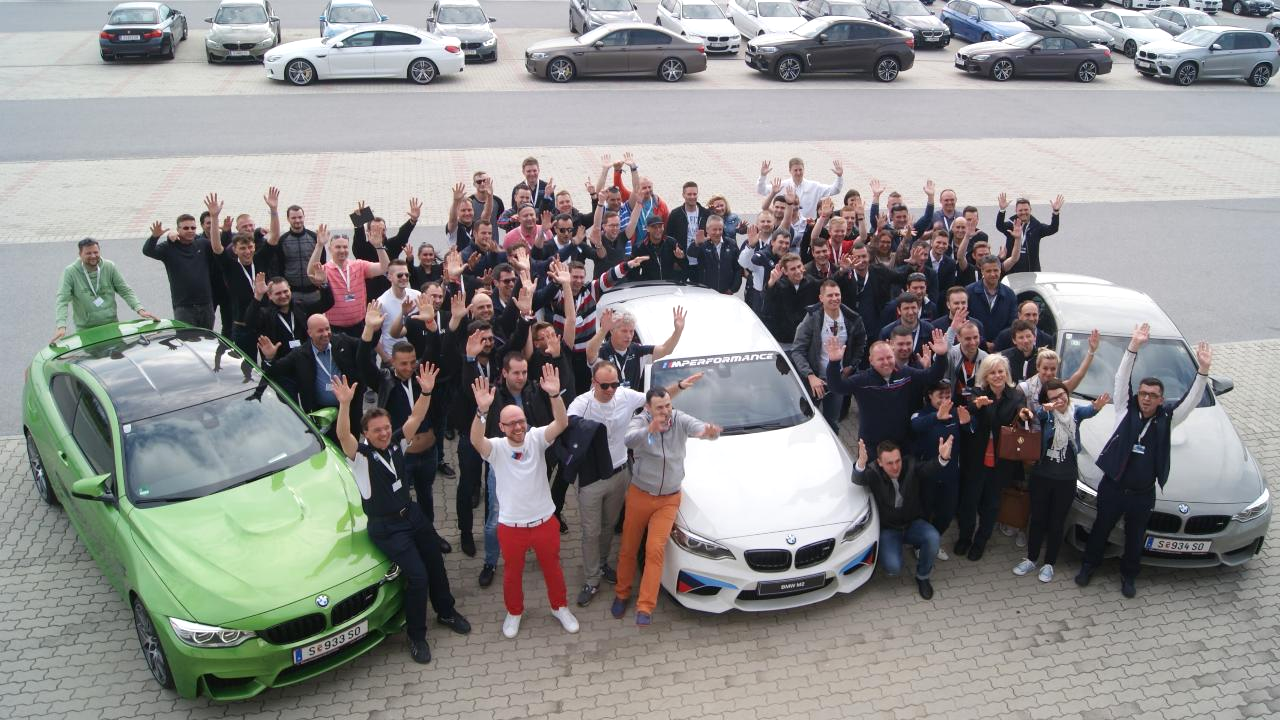 MPERFORMANCE
BMW M2
S 933 SO
S 934 SO